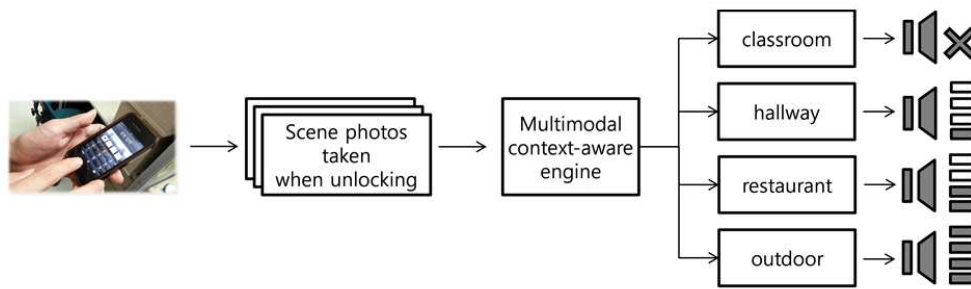 Scene photos
taken
when unlocking
Multimodal
context-aware
engine
classroom
hallway
restaurant
outdoor